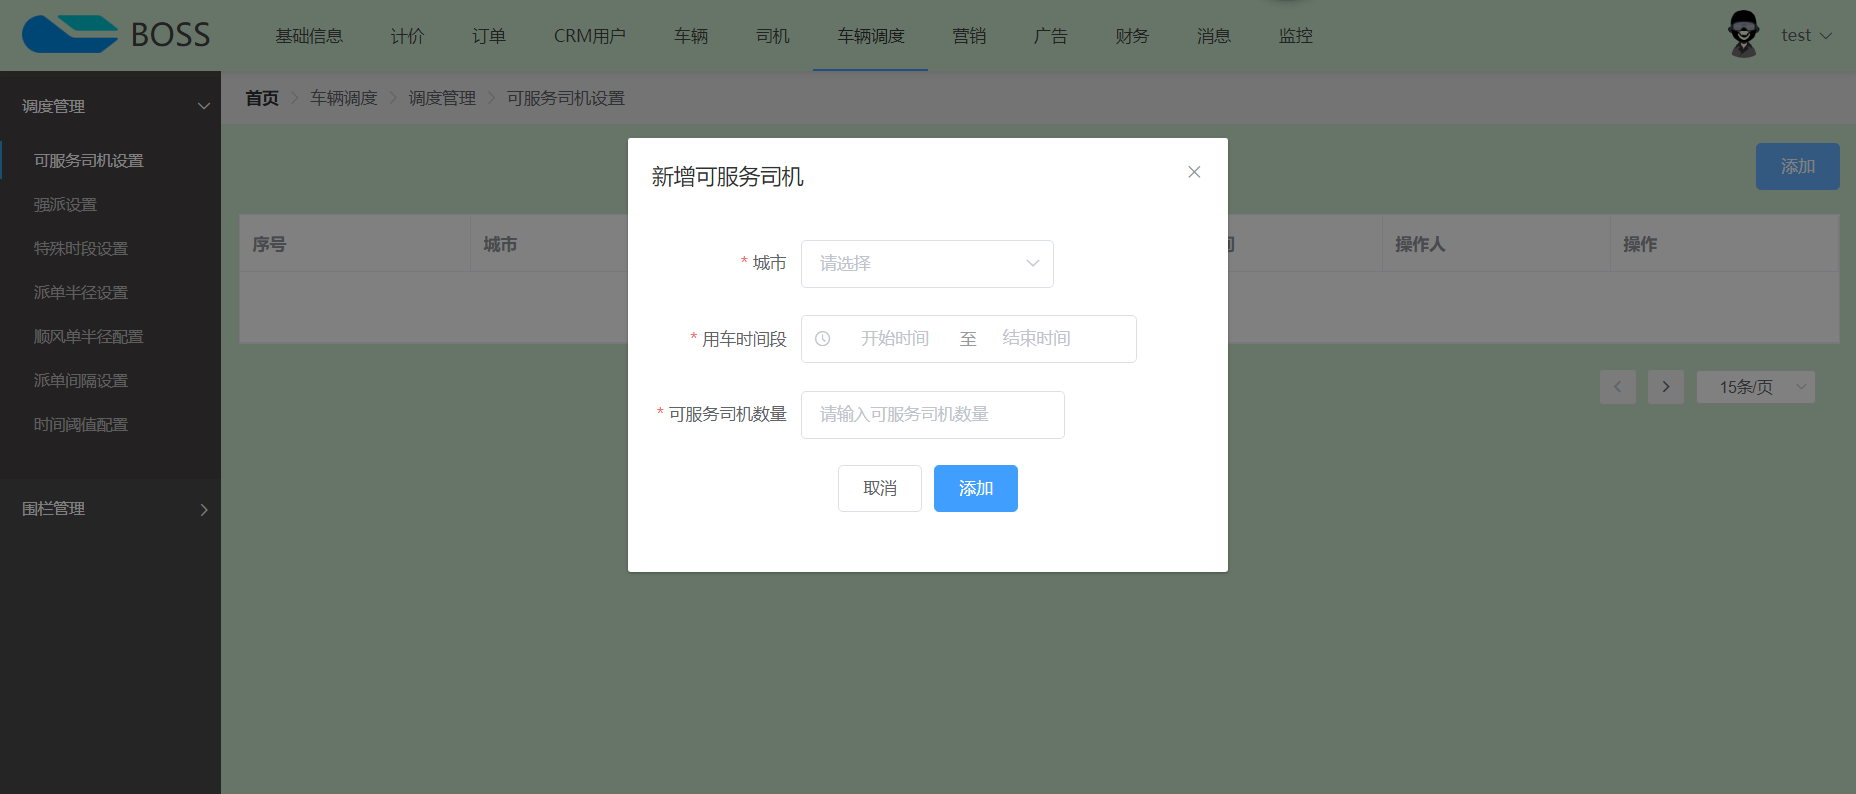 BOSS
基础信息 计价 订单 CRM用户 车辆 司机 车辆调度 营销 广告 财务 消息 监控
test
调度管理
可服务司机设置
强派设置
特殊时段设置
派单半径设置
顺风单半径配置
派单间隔设置
时间阈值配置
围栏管理
首页 车辆调度 调度管理 可服务司机设置
添加
序号 城市 操作人 操作
15条/页
新增可服务司机
* 城市 请选择
* 用车时间段 开始时间 至 结束时间
* 可服务司机数量 请输入可服务司机数量
取消 添加